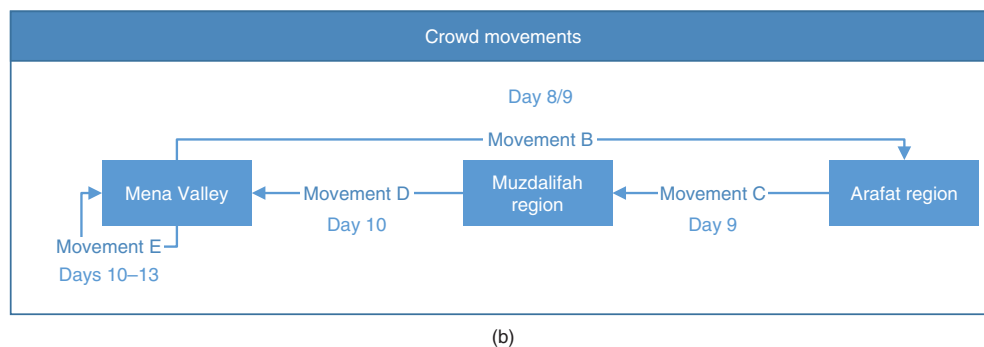 Crowd movements
Day 8/9
Movement B
Mena Valley
Movement D
Muzdalifah
region
Movement C
Arafat region
Day 10
Day 9
Movement E
Days 10–13
(b)